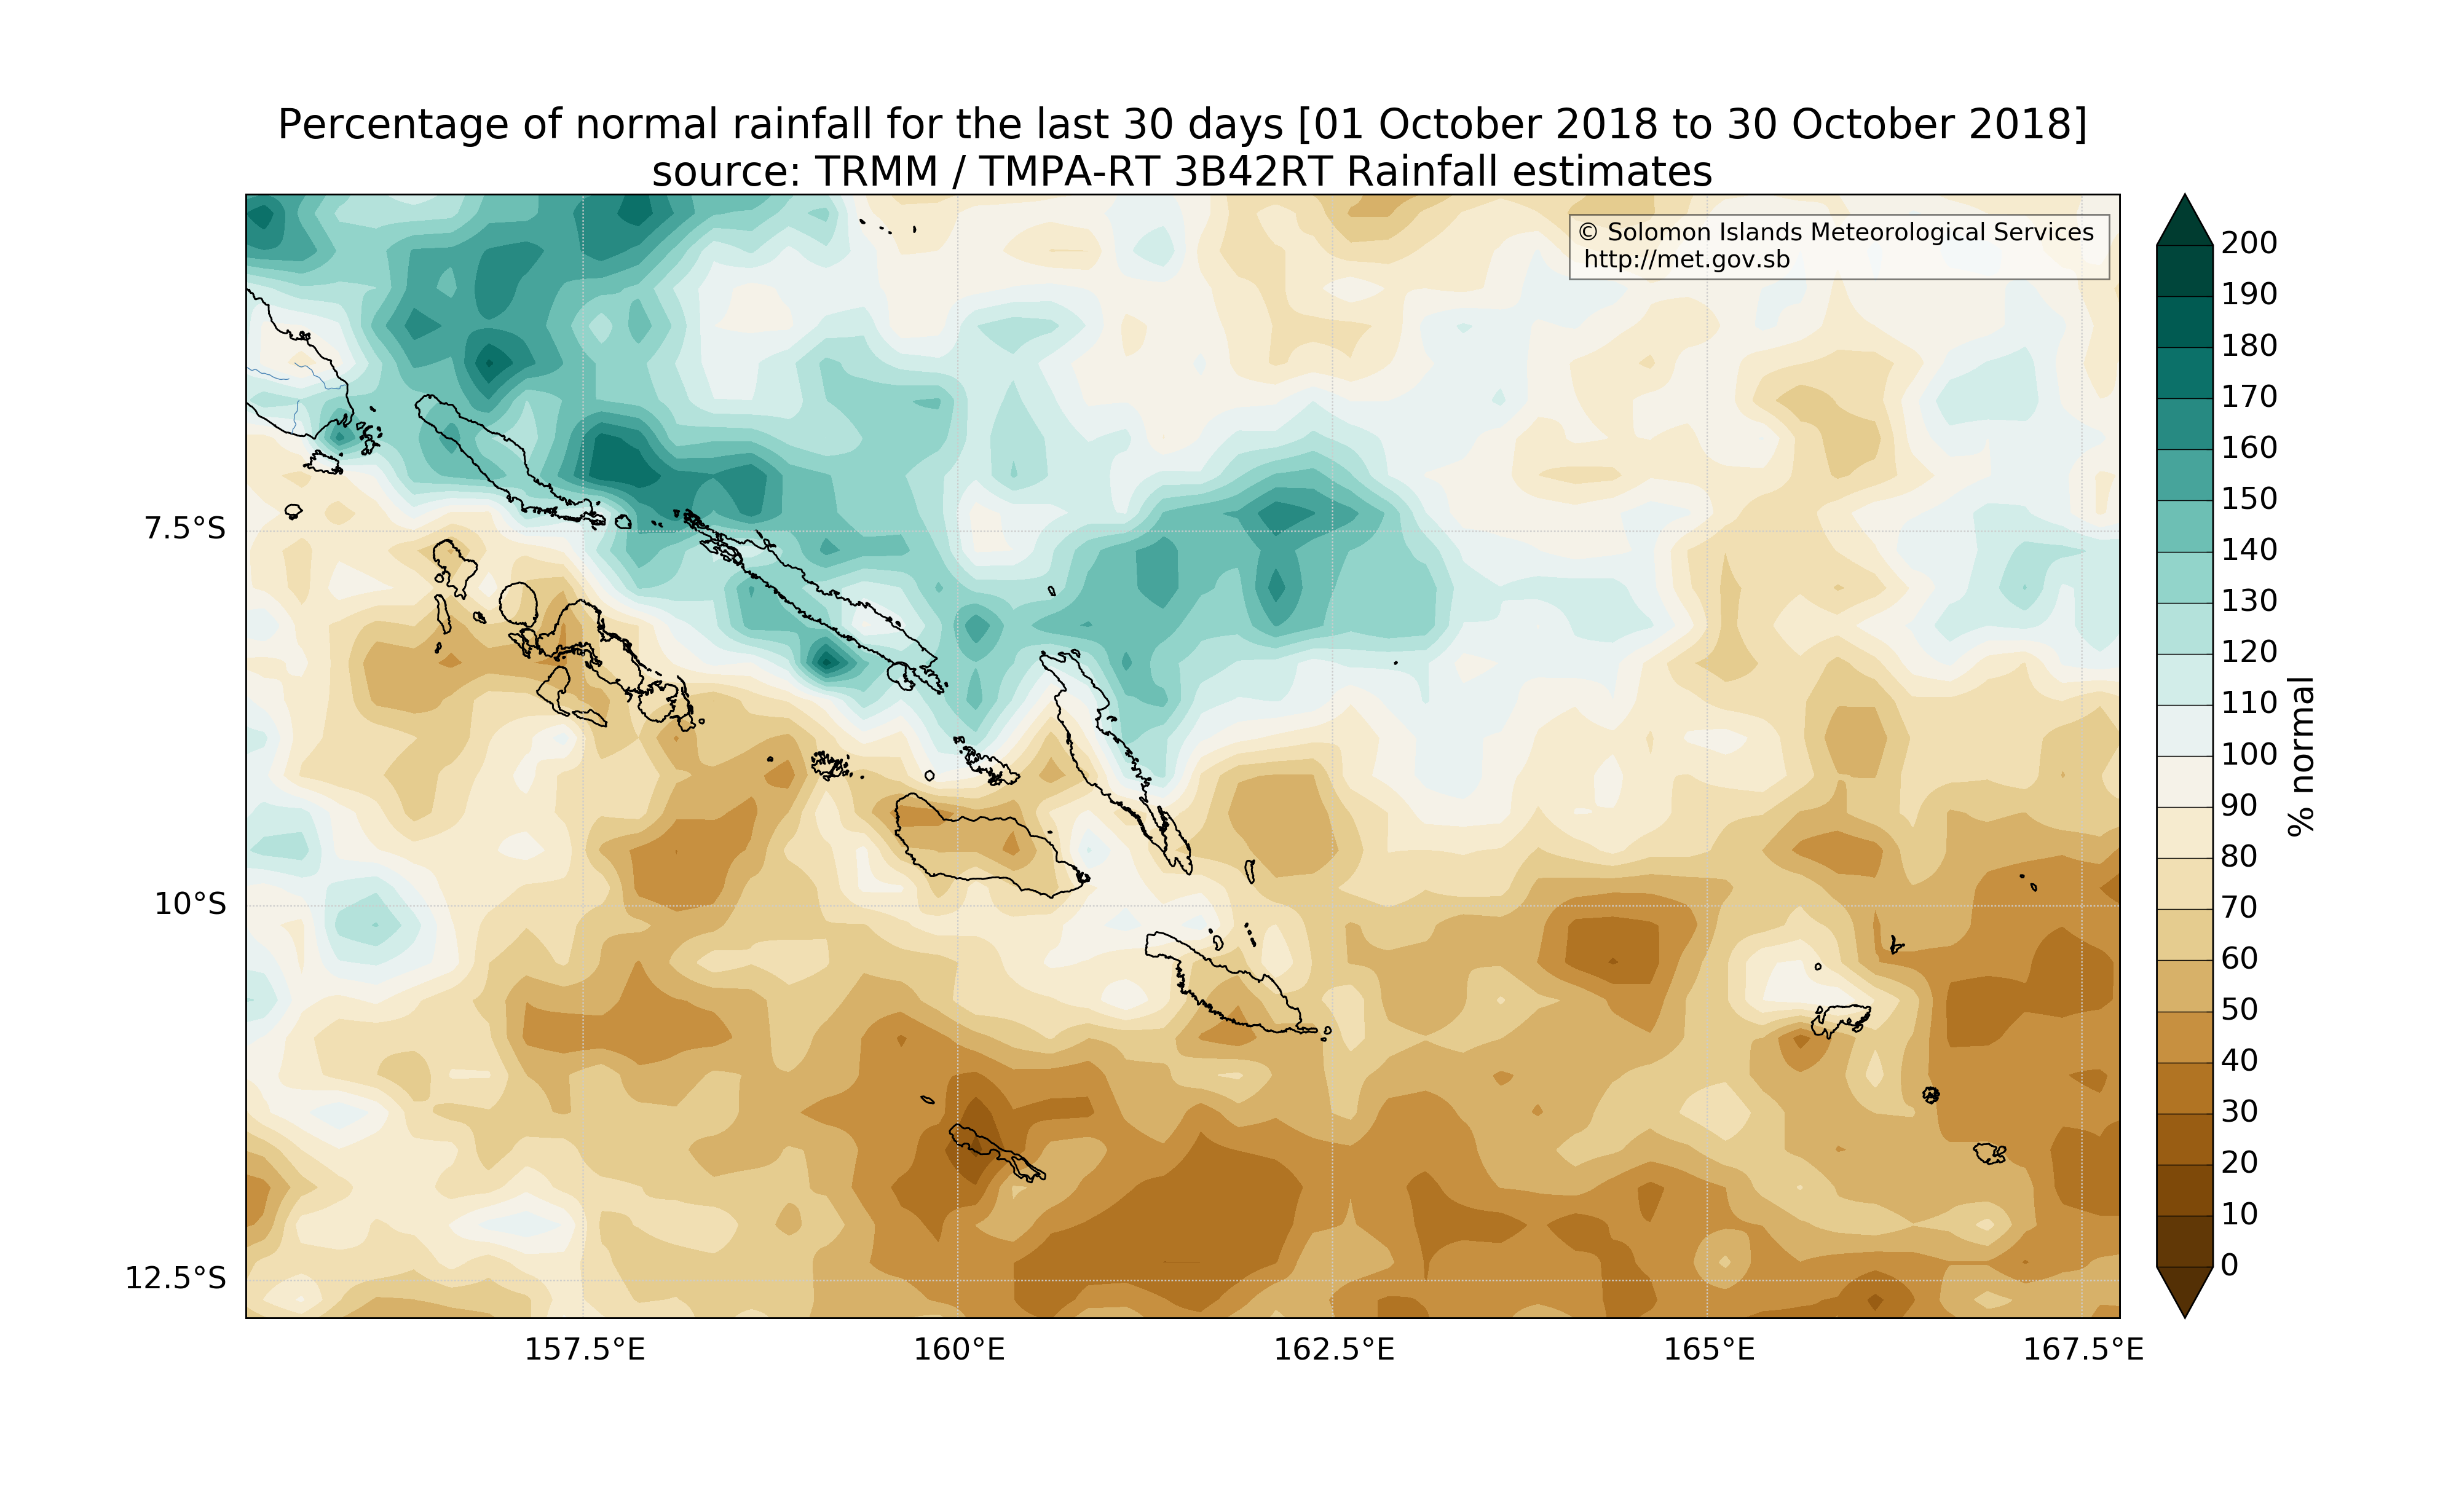 Percentage of normal rainfall for the last 30 days [01 October 2018 to 30 October 2018]
source: TRMM / TMPA-RT 3B42RT Rainfall estimates
© Solomon Islands Meteorological Services
http://met.gov.sb
7.5°S
10°S
12.5°S
157.5°E
160°E
162.5°E
165°E
167.5°E
200
190
180
170
160
150
140
130
120
110
100
90
80
70
60
50
40
30
20
10
0
% normal